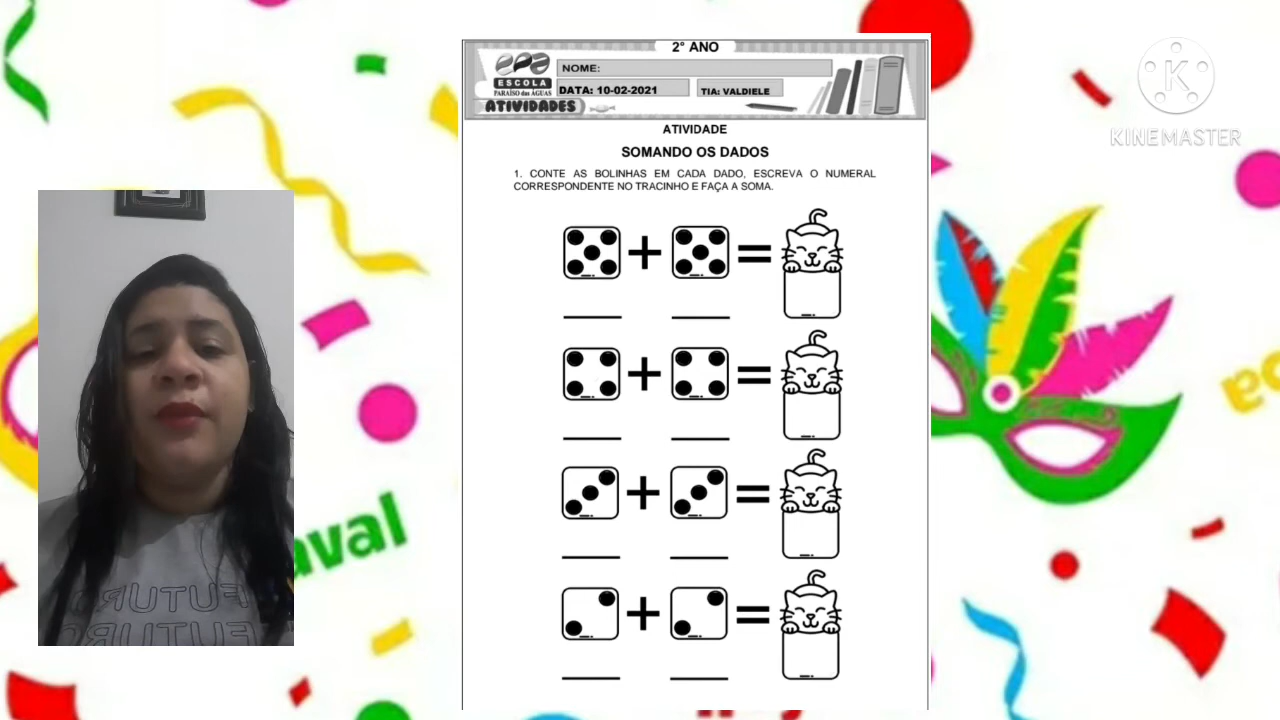 2° ANO
NOME:
ESCOLA
PARAÍSO das ÁGUAS
DATA: 10-02-2021
TIA: VALDIELE
ATIVIDADES
ATIVIDADE
SOMANDO OS DADOS
1. CONTE AS BOLINHAS EM CADA DADO, ESCREVA O NUMERAL
CORRESPONDENTE NO TRACINHO E FAÇA A SOMA.
+ =
+ =
+ =
+ =
K
KINEMASTER
aval
FUTURO
FUTURO